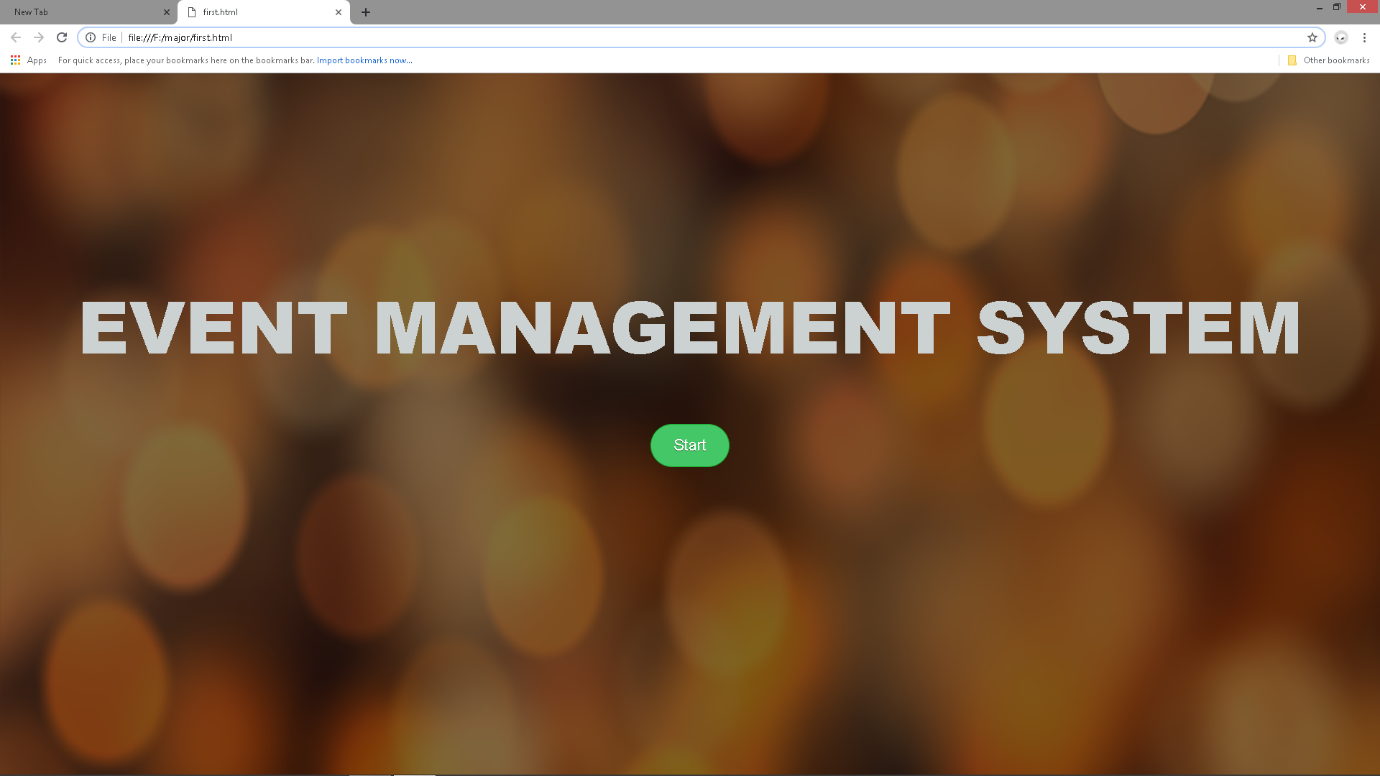 New Tab
first.html
File
file:///F:/major/first.html
Apps
For quick access, place your bookmarks here on the bookmarks bar. Import bookmarks now...
Other bookmarks
EVENT MANAGEMENT SYSTEM
Start